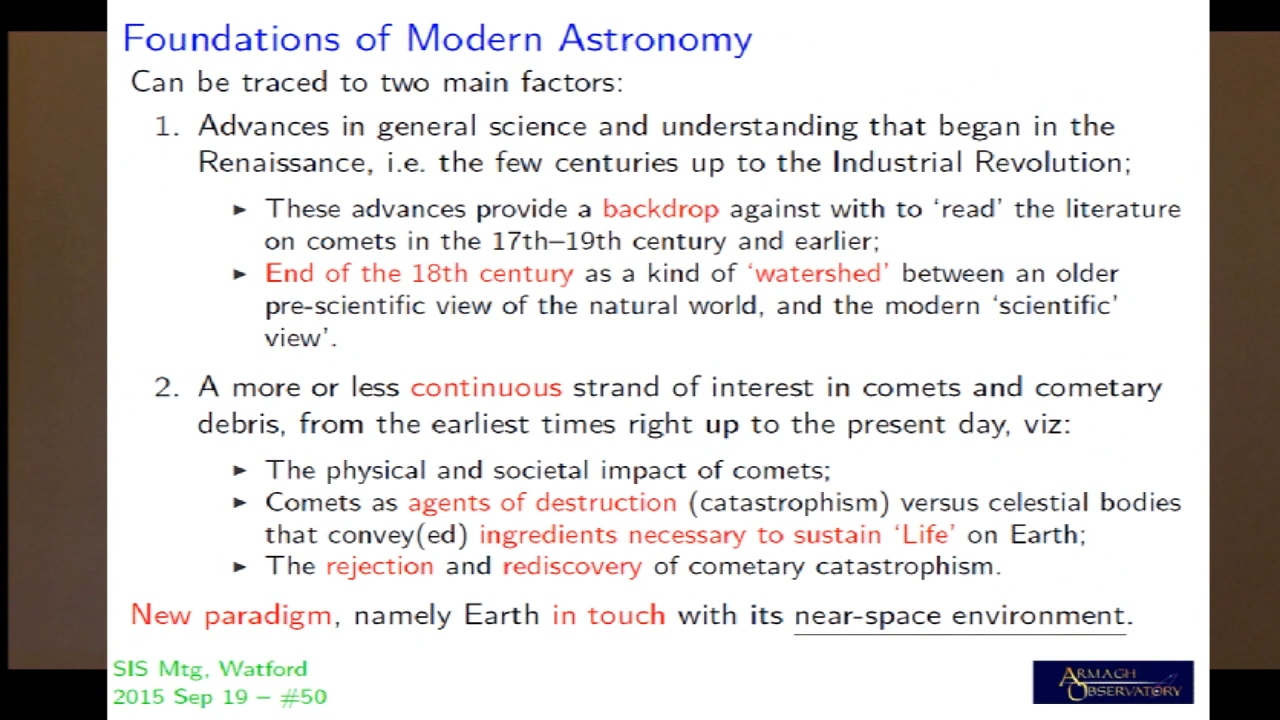 Foundations of Modern Astronomy
Can be traced to two main factors:
1. Advances in general science and understanding that began in the
Renaissance, i.e. the few centuries up to the Industrial Revolution;
► These advances provide a backdrop against with to ‘read’ the literature
on comets in the 17th–19th century and earlier;
► End of the 18th century as a kind of ‘watershed’ between an older
pre-scientific view of the natural world, and the modern ‘scientific’
view’.
2. A more or less continuous strand of interest in comets and cometary
debris, from the earliest times right up to the present day, viz:
► The physical and societal impact of comets;
► Comets as agents of destruction (catastrophism) versus celestial bodies
that convey(ed) ingredients necessary to sustain ‘Life’ on Earth;
► The rejection and rediscovery of cometary catastrophism.
New paradigm, namely Earth in touch with its near-space environment.
SIS Mtg, Watford
2015 Sep 19 – #50
ARMAGH
OBSERVATORY